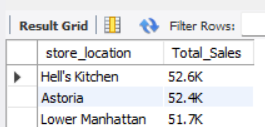 Result Grid Filter Rows:
store_location Total_Sales
Hell's Kitchen 52.6K
Astoria 52.4K
Lower Manhattan 51.7K